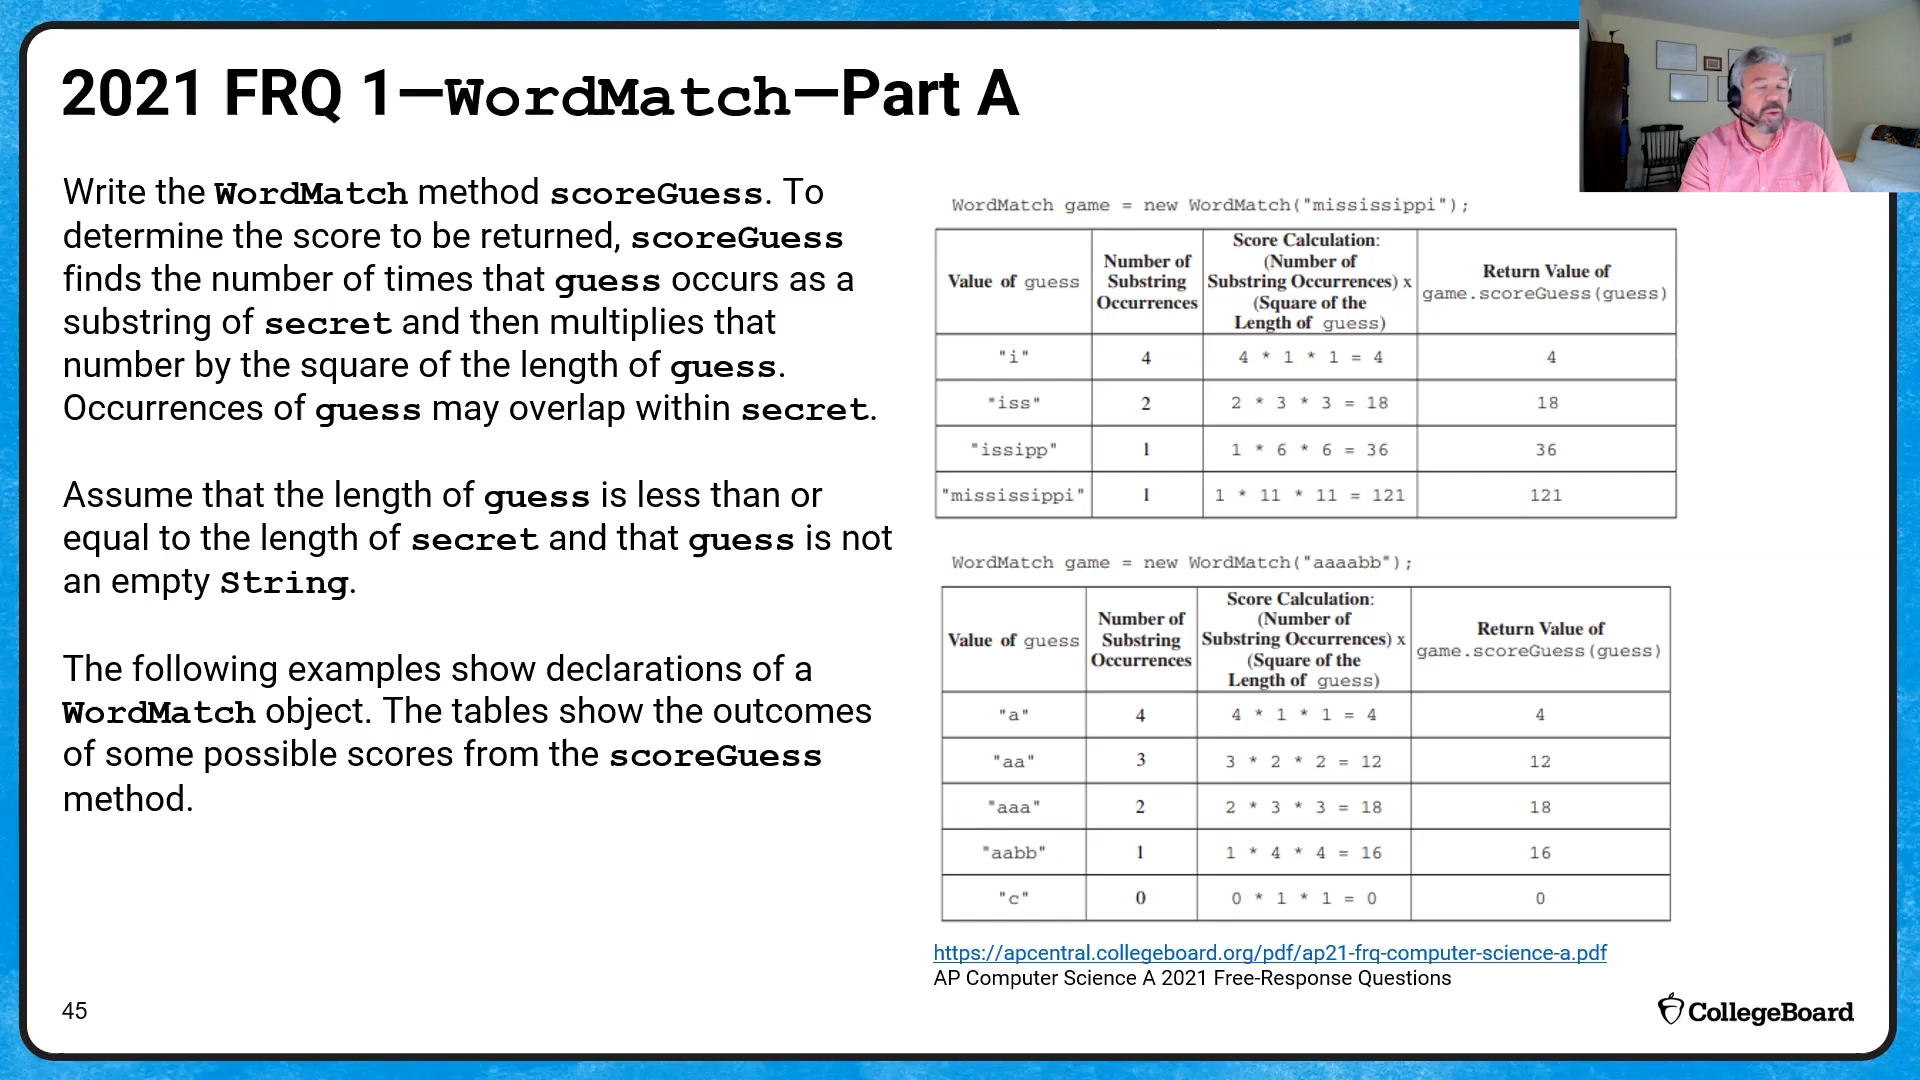 2021 FRQ 1—WordMatch—Part A
Write the WordMatch method scoreGuess. To
determine the score to be returned, scoreGuess
finds the number of times that guess occurs as a
substring of secret and then multiplies that
number by the square of the length of guess.
Occurrences of guess may overlap within secret.
Assume that the length of guess is less than or
equal to the length of secret and that guess is not
an empty String.
The following examples show declarations of a
WordMatch object. The tables show the outcomes
of some possible scores from the scoreGuess
method.
WordMatch game = new WordMatch("mississippi");
Value of guess
Number of
Substring
Occurrences
Score Calculation:
(Number of
Substring Occurrences) x
(Square of the
Length of guess)
Return Value of
game.scoreGuess(guess)
"i" 4 4 * 1 * 1 = 4 4
"iss" 2 2 * 3 * 3 = 18 18
"issipp" 1 1 * 6 * 6 = 36 36
"mississippi" 1 1 * 11 * 11 = 121 121
WordMatch game = new WordMatch("aaaabb");
Value of guess
Number of
Substring
Occurrences
Score Calculation:
(Number of
Substring Occurrences) x
(Square of the
Length of guess)
Return Value of
game.scoreGuess(guess)
"a" 4 4 * 1 * 1 = 4 4
"aa" 3 3 * 2 * 2 = 12 12
"aaa" 2 2 * 3 * 3 = 18 18
"aabb" 1 1 * 4 * 4 = 16 16
"c" 0 0 * 1 * 1 = 0 0
https://apcentral.collegeboard.org/pdf/ap21-frq-computer-science-a.pdf
AP Computer Science A 2021 Free-Response Questions
45
CollegeBoard